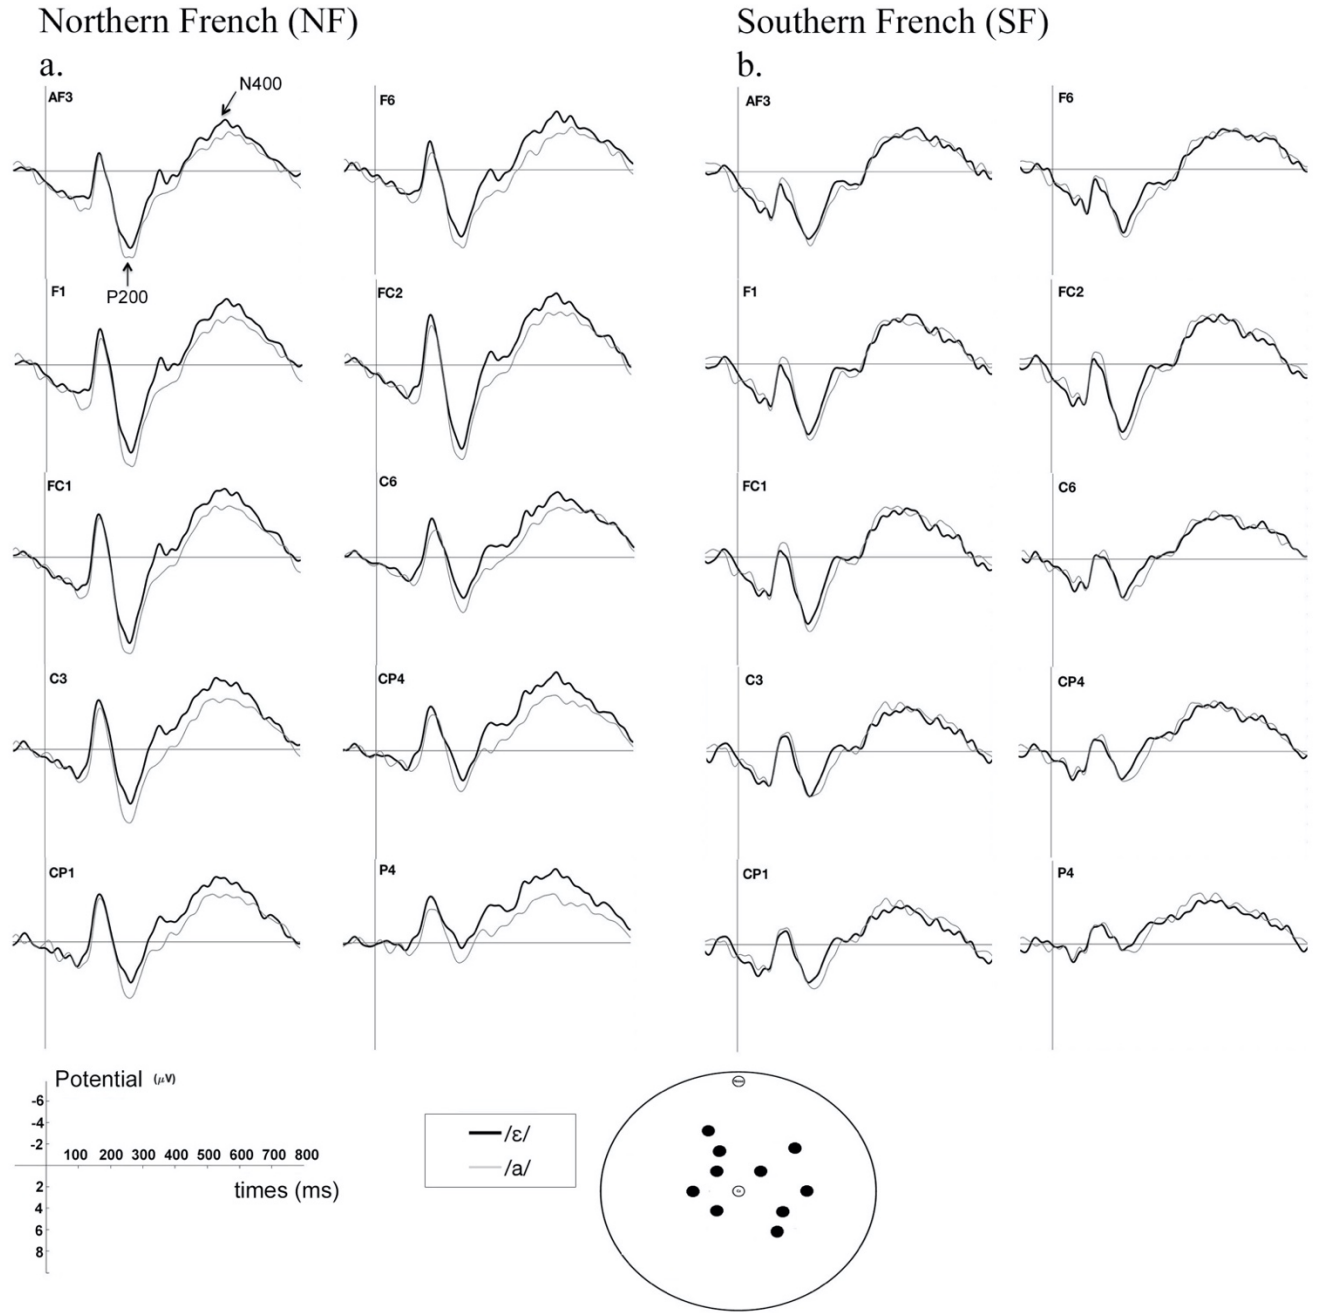 Northern French (NF)
Southern French (SF)
a.
b.
N400
AF3
F6
AF3
F6
P200
F1
FC2
F1
FC2
FC1
C6
FC1
C6
C3
CP4
C3
CP4
CP1
P4
CP1
P4
Potential (μV)
-6
-4
-2
100 200 300 400 500 600 700 800
2
4
6
8
times (ms)
/ε/
/a/